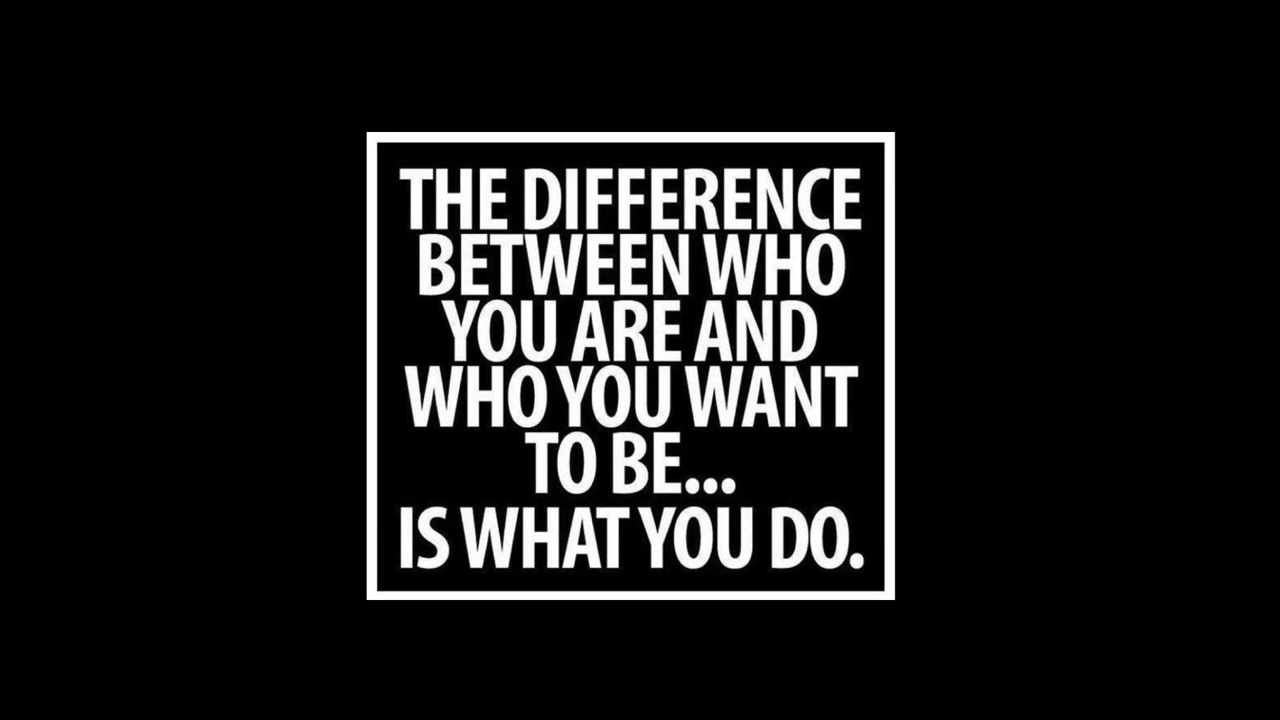 THE DIFFERENCE
BETWEEN WHO
YOU ARE AND
WHO YOU WANT
TO BE...
IS WHAT YOU DO.